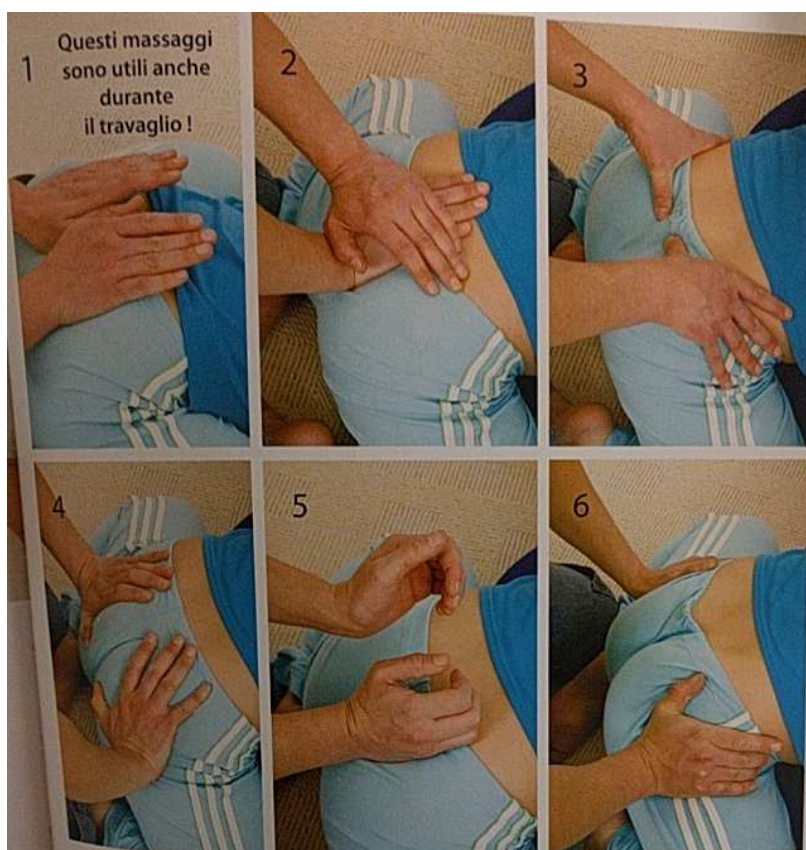 1
Questi massaggi
sono utili anche
durante
il travaglio !
2
3
4
5
6